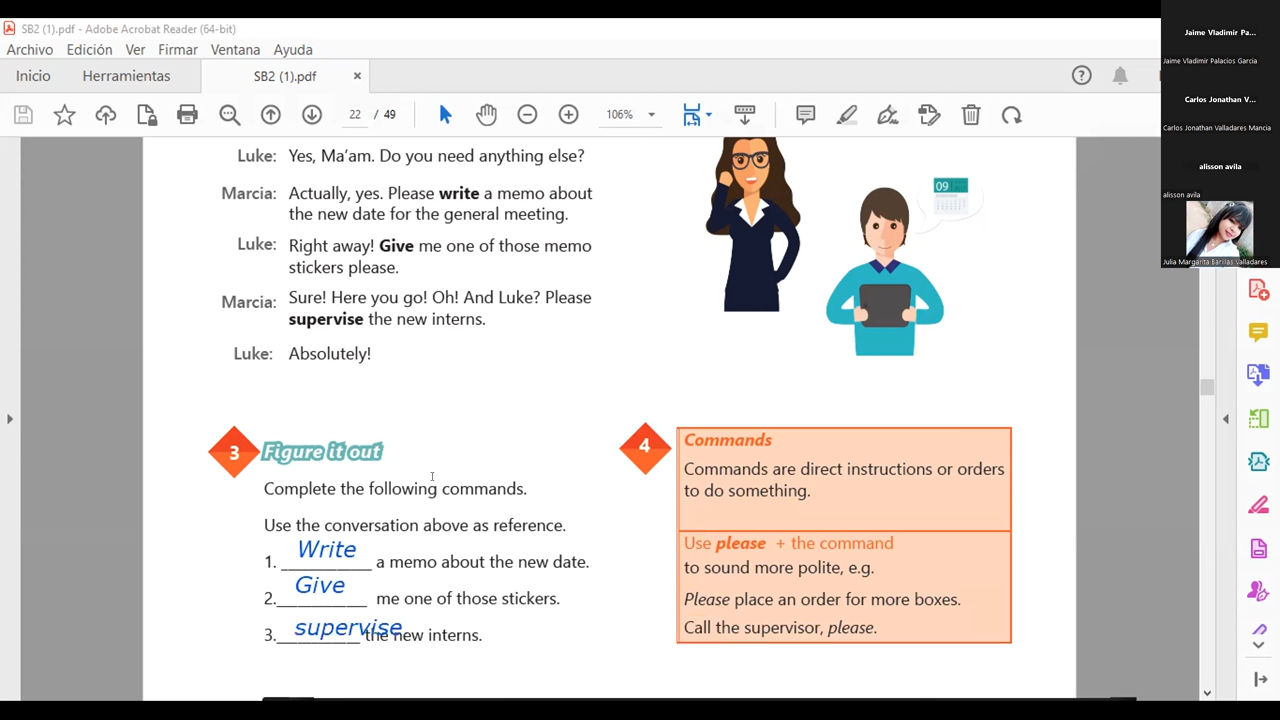 SB2 (1).pdf - Adobe Acrobat Reader (64-bit)
Archivo Edición Ver Firmar Ventana Ayuda
Inicio Herramientas SB2 (1).pdf ×
22 / 49 106%
Luke: Yes, Ma'am. Do you need anything else?
Marcia: Actually, yes. Please write a memo about
the new date for the general meeting.
Luke: Right away! Give me one of those memo
stickers please.
Marcia: Sure! Here you go! Oh! And Luke? Please
supervise the new interns.
Luke: Absolutely!
09
3 Figure it out
Complete the following commands.
Use the conversation above as reference.
1. Write a memo about the new date.
2. Give me one of those stickers.
3. supervise the new interns.
4 Commands
Commands are direct instructions or orders
to do something.
Use please + the command
to sound more polite, e.g.
Please place an order for more boxes.
Call the supervisor, please.
Jaime Vladimir Pa...
Jaime Vladimir Palacios Garcia
Carlos Jonathan V...
Carlos Jonathan Valladares Mancia
alisson avila
alisson avila
Julia Margarita Barillas Valladares